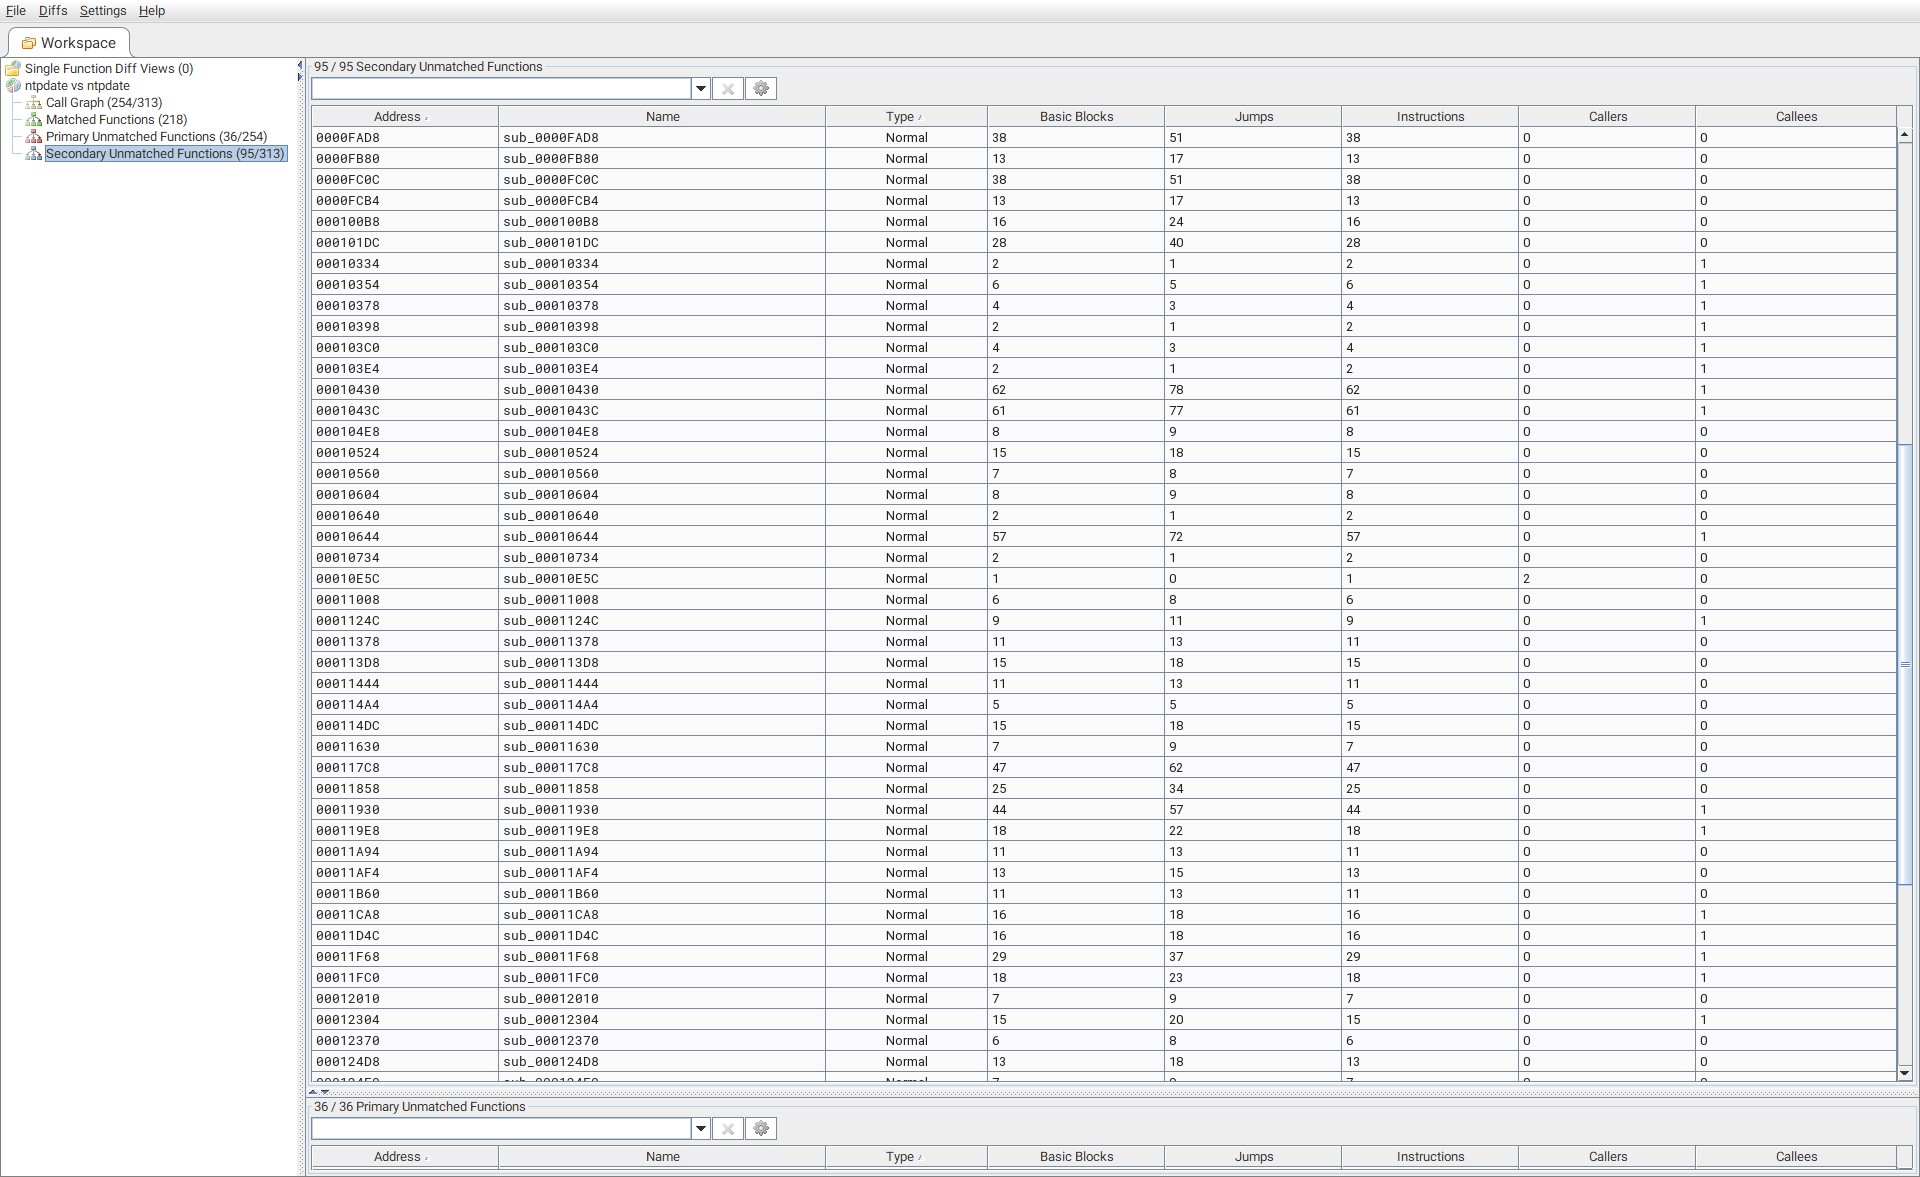 File Diffs Settings Help
Workspace
Single Function Diff Views (0)
ntpdate vs ntpdate
Call Graph (254/313)
Matched Functions (218)
Primary Unmatched Functions (36/254)
Secondary Unmatched Functions (95/313)
95 / 95 Secondary Unmatched Functions
Address Name Type Basic Blocks Jumps Instructions Callers Callees
0000FAD8 sub_0000FAD8 Normal 38 51 38 0 0
0000FB80 sub_0000FB80 Normal 13 17 13 0 0
0000FC0C sub_0000FC0C Normal 38 51 38 0 0
0000FCB4 sub_0000FCB4 Normal 13 17 13 0 0
000100B8 sub_000100B8 Normal 16 24 16 0 0
000101DC sub_000101DC Normal 28 40 28 0 0
00010334 sub_00010334 Normal 2 1 2 0 1
00010354 sub_00010354 Normal 6 5 6 0 1
00010378 sub_00010378 Normal 4 3 4 0 1
00010398 sub_00010398 Normal 2 1 2 0 1
000103C0 sub_000103C0 Normal 4 3 4 0 1
000103E4 sub_000103E4 Normal 2 1 2 0 1
00010430 sub_00010430 Normal 62 78 62 0 1
0001043C sub_0001043C Normal 61 77 61 0 1
000104E8 sub_000104E8 Normal 8 9 8 0 0
00010524 sub_00010524 Normal 15 18 15 0 0
00010560 sub_00010560 Normal 7 8 7 0 0
00010604 sub_00010604 Normal 8 9 8 0 0
00010640 sub_00010640 Normal 2 1 2 0 0
00010644 sub_00010644 Normal 57 72 57 0 1
00010734 sub_00010734 Normal 2 1 2 0 0
00010E5C sub_00010E5C Normal 1 0 1 2 0
00011008 sub_00011008 Normal 6 8 6 0 0
0001124C sub_0001124C Normal 9 11 9 0 1
00011378 sub_00011378 Normal 11 13 11 0 0
000113D8 sub_000113D8 Normal 15 18 15 0 0
00011444 sub_00011444 Normal 11 13 11 0 0
000114A4 sub_000114A4 Normal 5 5 5 0 0
000114DC sub_000114DC Normal 15 18 15 0 0
00011630 sub_00011630 Normal 7 9 7 0 0
000117C8 sub_000117C8 Normal 47 62 47 0 0
00011858 sub_00011858 Normal 25 34 25 0 0
00011930 sub_00011930 Normal 44 57 44 0 1
000119E8 sub_000119E8 Normal 18 22 18 0 1
00011A94 sub_00011A94 Normal 11 13 11 0 0
00011AF4 sub_00011AF4 Normal 13 15 13 0 0
00011B60 sub_00011B60 Normal 11 13 11 0 0
00011CA8 sub_00011CA8 Normal 16 18 16 0 1
00011D4C sub_00011D4C Normal 16 18 16 0 1
00011F68 sub_00011F68 Normal 29 37 29 0 1
00011FC0 sub_00011FC0 Normal 18 23 18 0 1
00012010 sub_00012010 Normal 7 9 7 0 0
00012304 sub_00012304 Normal 15 20 15 0 1
00012370 sub_00012370 Normal 6 8 6 0 0
000124D8 sub_000124D8 Normal 13 18 13 0 0
36 / 36 Primary Unmatched Functions
Address Name Type Basic Blocks Jumps Instructions Callers Callees